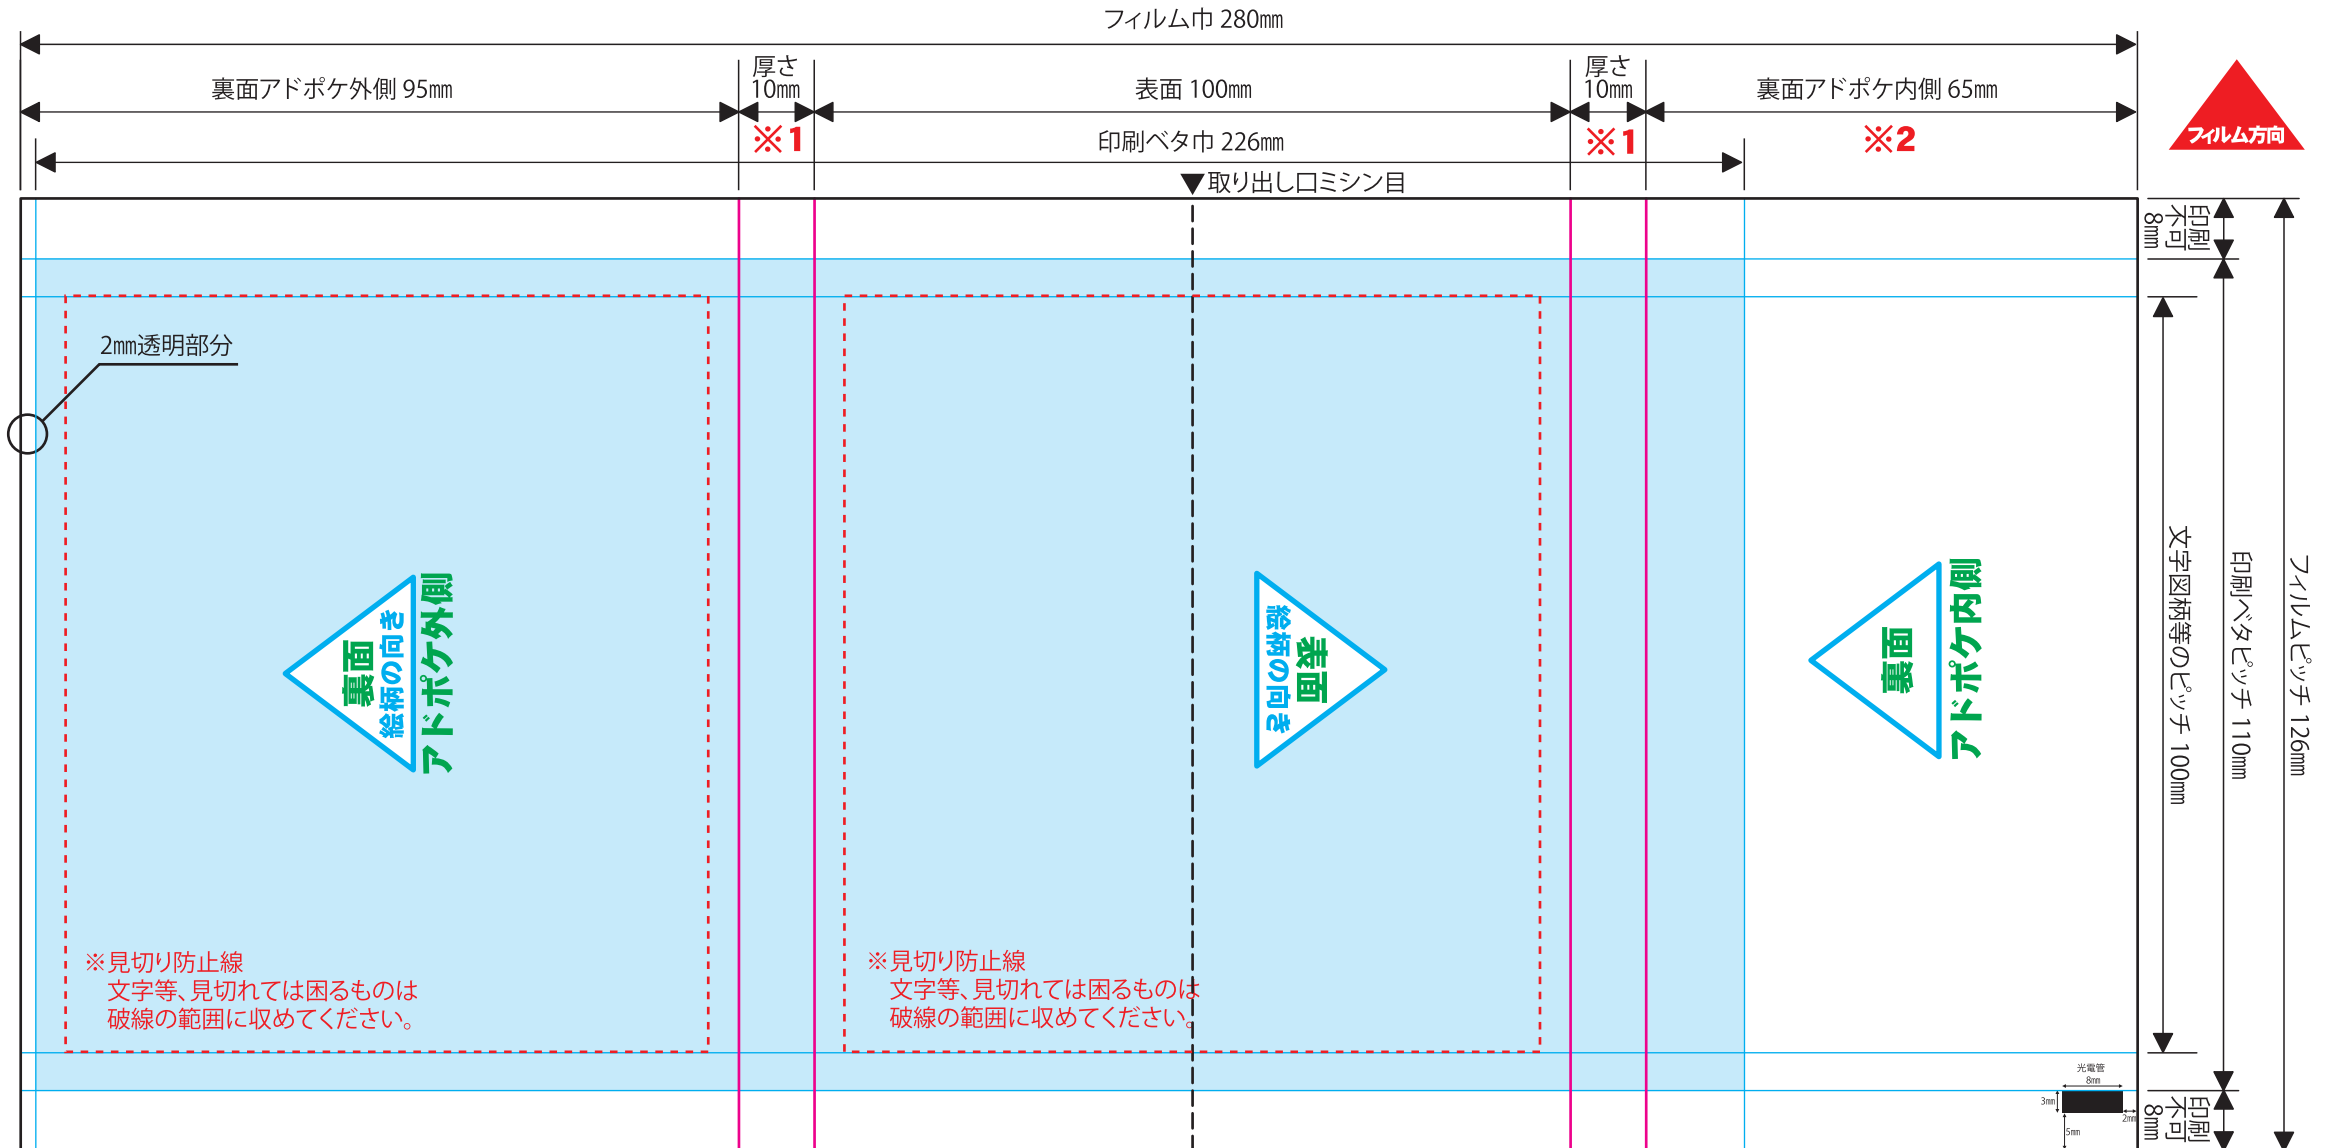 フィルム巾 280mm
裏面アドポケ外側 95mm
厚さ
10mm
表面 100mm
厚さ
10mm
裏面アドポケ内側 65mm
※1
印刷ベタ巾 226mm
※1
※2
フィルム方向
▼取り出し口ミシン目
印刷
不可
8mm
2mm透明部分
裏面
絵柄の向き
アドポケ外側
表面
絵柄の向き
裏面
アドポケ内側
文字図柄等のピッチ 100mm
印刷ベタピッチ 110mm
フィルムピッチ 126mm
※見切り防止線
文字等、見切れては困るものは
破線の範囲に収めてください。
※見切り防止線
文字等、見切れては困るものは
破線の範囲に収めてください。
光電管
8mm
3mm
2mm
5mm
印刷
不可
8mm